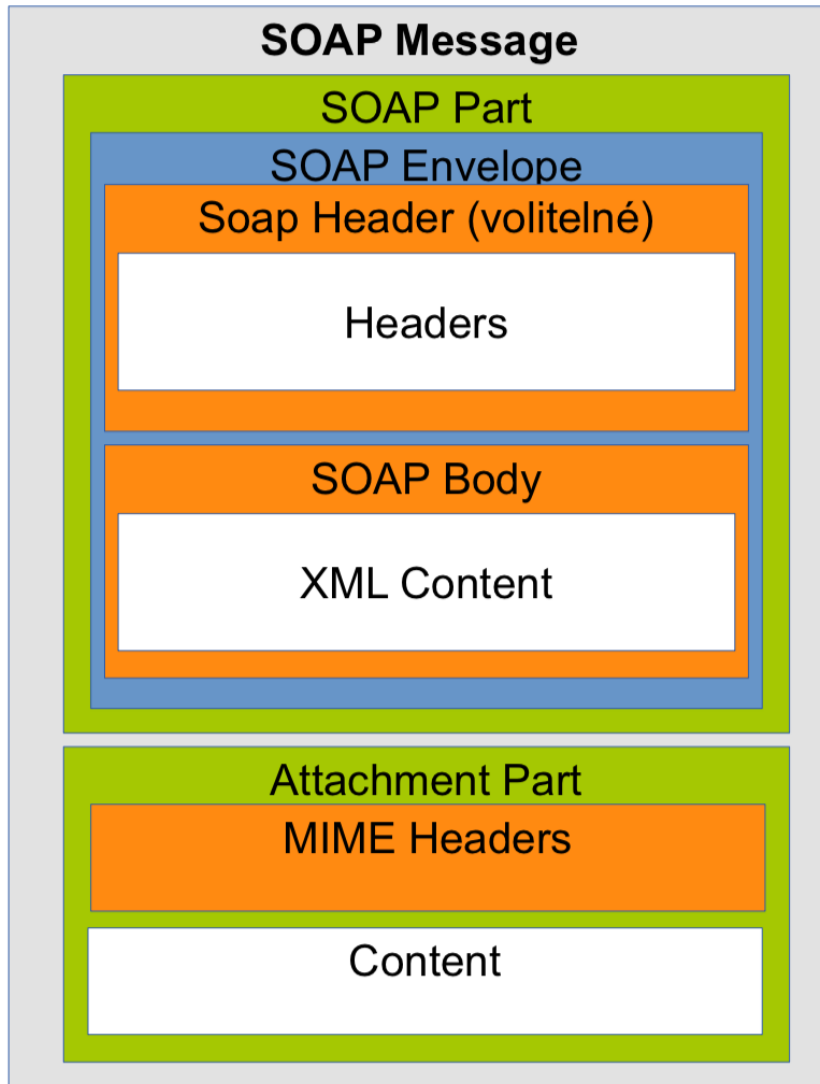 SOAP Message
SOAP Part
SOAP Envelope
Soap Header (volitelné)
Headers
SOAP Body
XML Content
Attachment Part
MIME Headers
Content